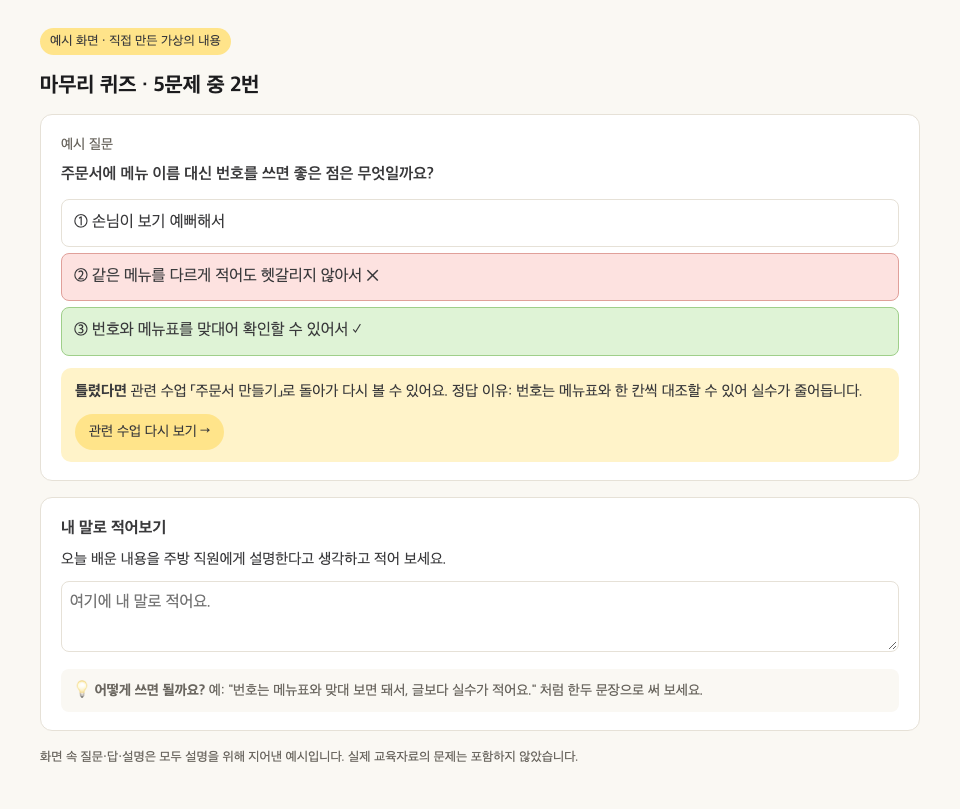 예시 화면 · 직접 만든 가상의 내용
마무리 퀴즈 · 5문제 중 2번
예시 질문
주문서에 메뉴 이름 대신 번호를 쓰면 좋은 점은 무엇일까요?
① 손님이 보기 예뻐해서
② 같은 메뉴를 다르게 적어도 헷갈리지 않아서 ✕
③ 번호와 메뉴표를 맞대어 확인할 수 있어서 ✓
틀렸다면 관련 수업 「주문서 만들기」로 돌아가 다시 볼 수 있어요. 정답 이유: 번호는 메뉴표와 한 칸씩 대조할 수 있어 실수가 줄어듭니다.
관련 수업 다시 보기 →
내 말로 적어보기
오늘 배운 내용을 주방 직원에게 설명한다고 생각하고 적어 보세요.
여기에 내 말로 적어요.
💡 어떻게 쓰면 될까요? 예: "번호는 메뉴표와 맞대 보면 돼서, 글보다 실수가 적어요." 처럼 한두 문장으로 써 보세요.
화면 속 질문·답·설명은 모두 설명을 위해 지어낸 예시입니다. 실제 교육자료의 문제는 포함하지 않았습니다.